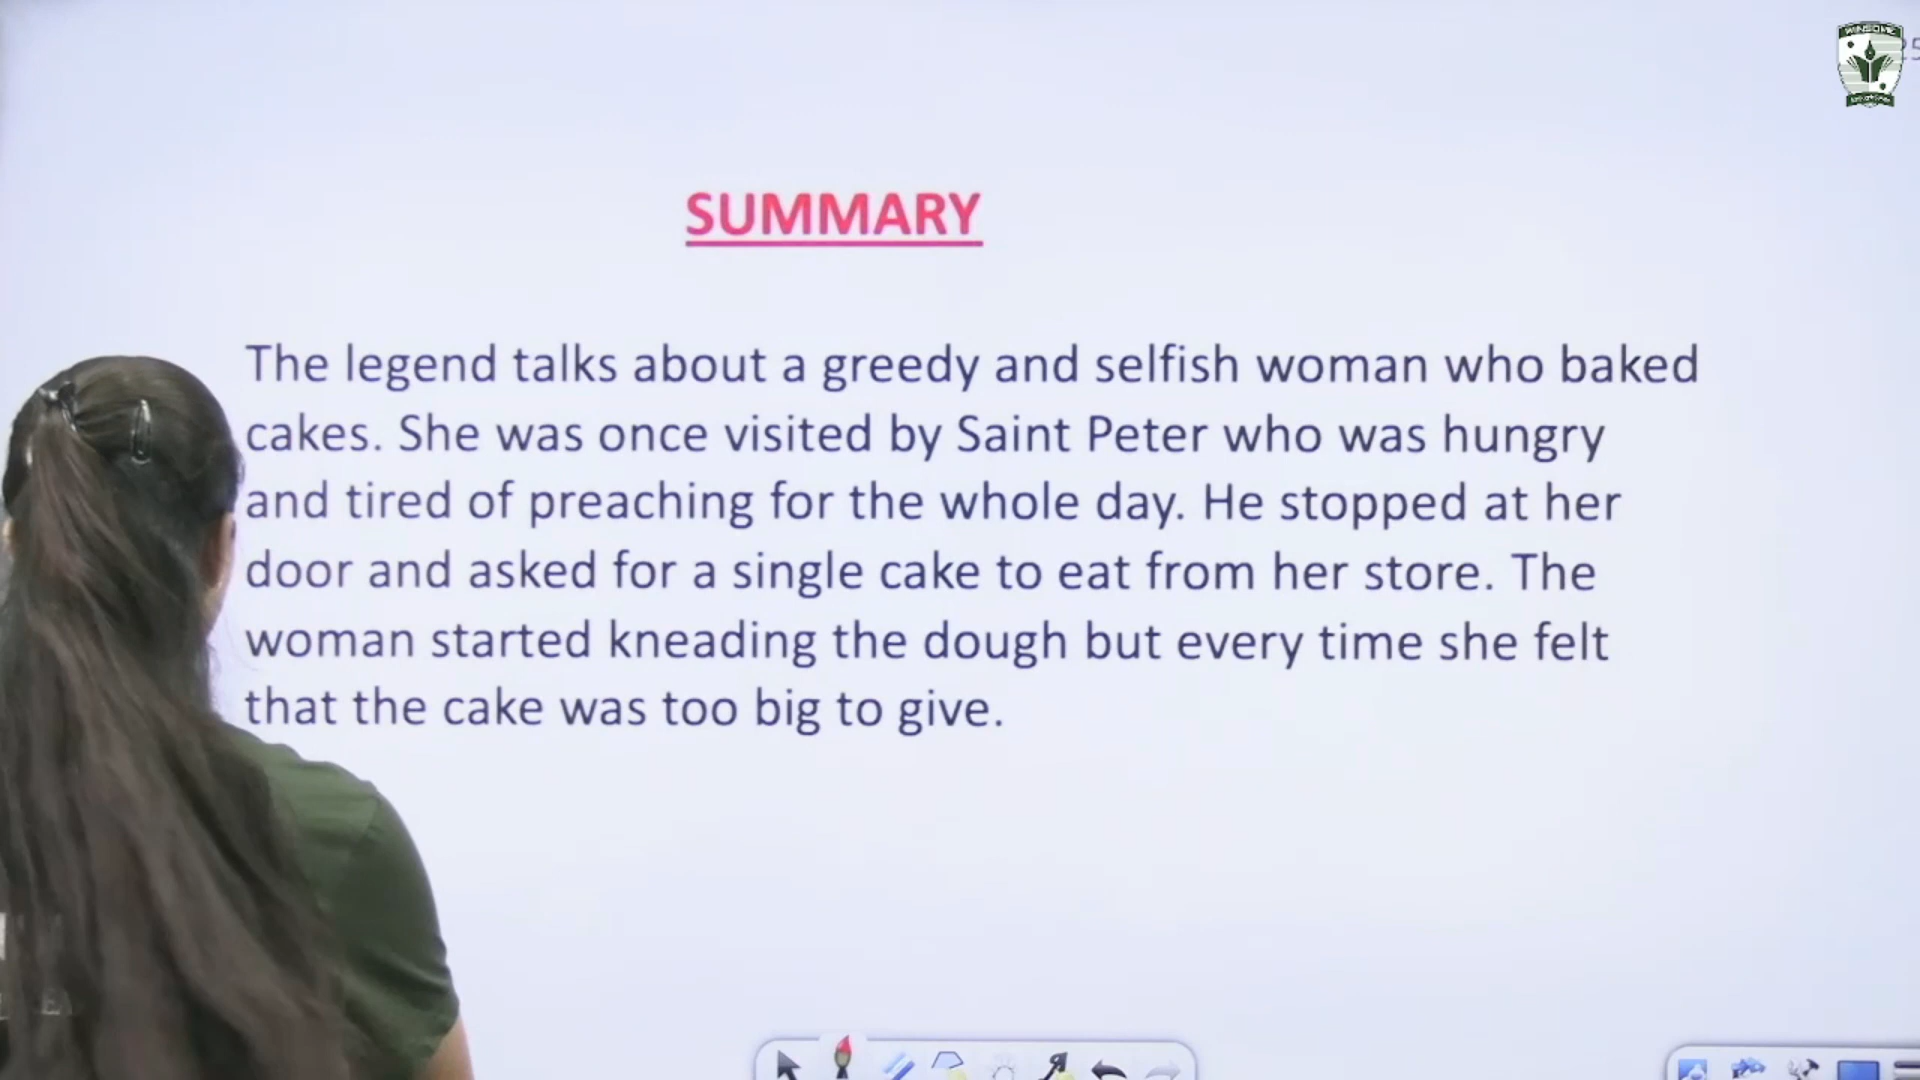 SUMMARY
The legend talks about a greedy and selfish woman who baked
cakes. She was once visited by Saint Peter who was hungry
and tired of preaching for the whole day. He stopped at her
door and asked for a single cake to eat from her store. The
woman started kneading the dough but every time she felt
that the cake was too big to give.